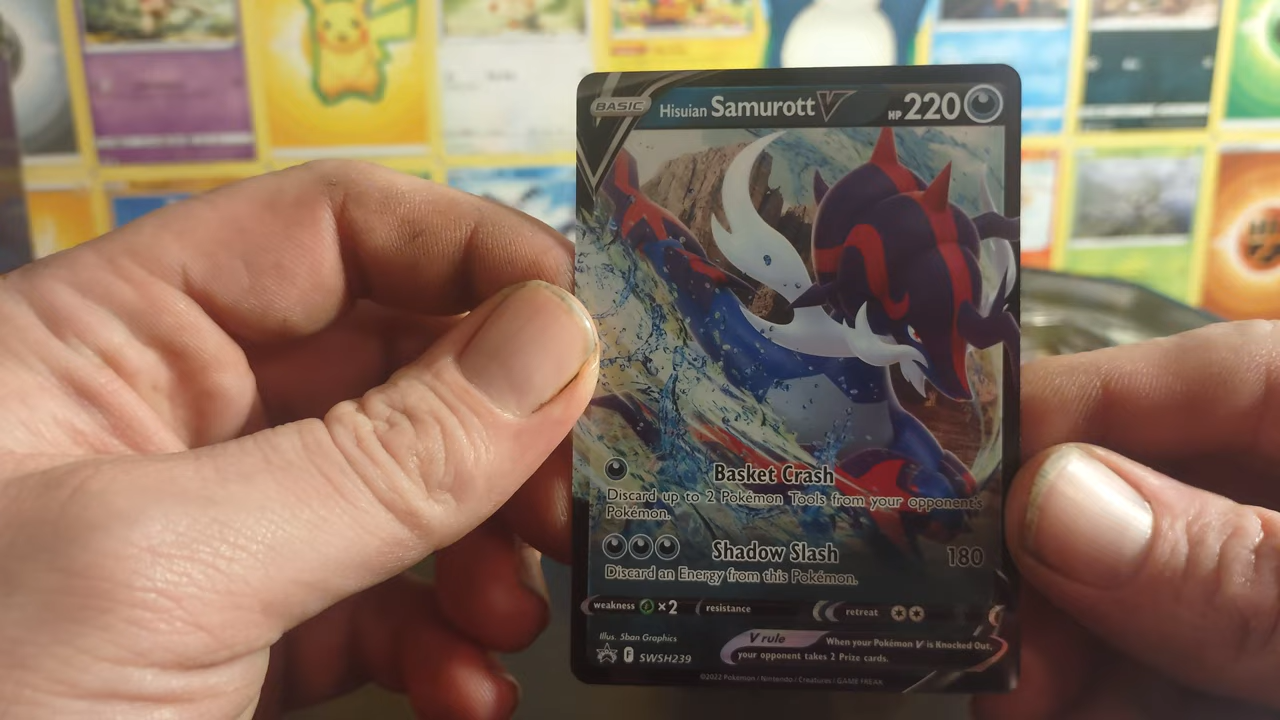 BASIC Hisuian Samurott V HP 220
Basket Crash
Discard up to 2 Pokémon Tools from your opponent's
Pokémon.
Shadow Slash 180
Discard an Energy from this Pokémon.
weakness ×2 resistance retreat
Illus. 5ban Graphics
V rule When your Pokémon V is Knocked Out,
your opponent takes 2 Prize cards.
F SWSH239
©2022 Pokémon / Nintendo / Creatures / GAME FREAK